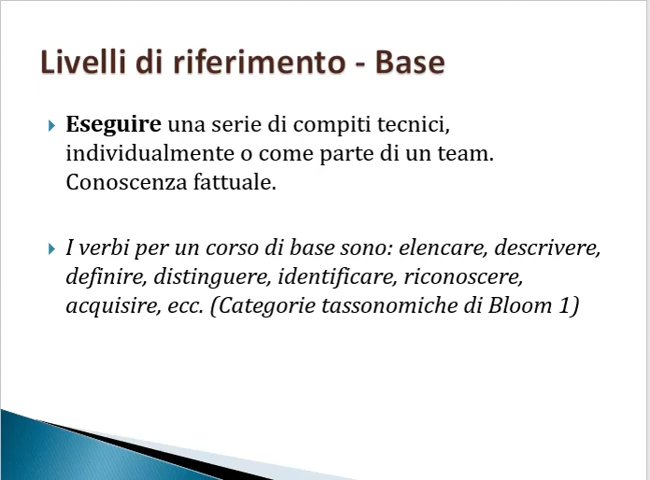 Livelli di riferimento - Base
Eseguire una serie di compiti tecnici,
individualmente o come parte di un team.
Conoscenza fattuale.
I verbi per un corso di base sono: elencare, descrivere,
definire, distinguere, identificare, riconoscere,
acquisire, ecc. (Categorie tassonomiche di Bloom 1)